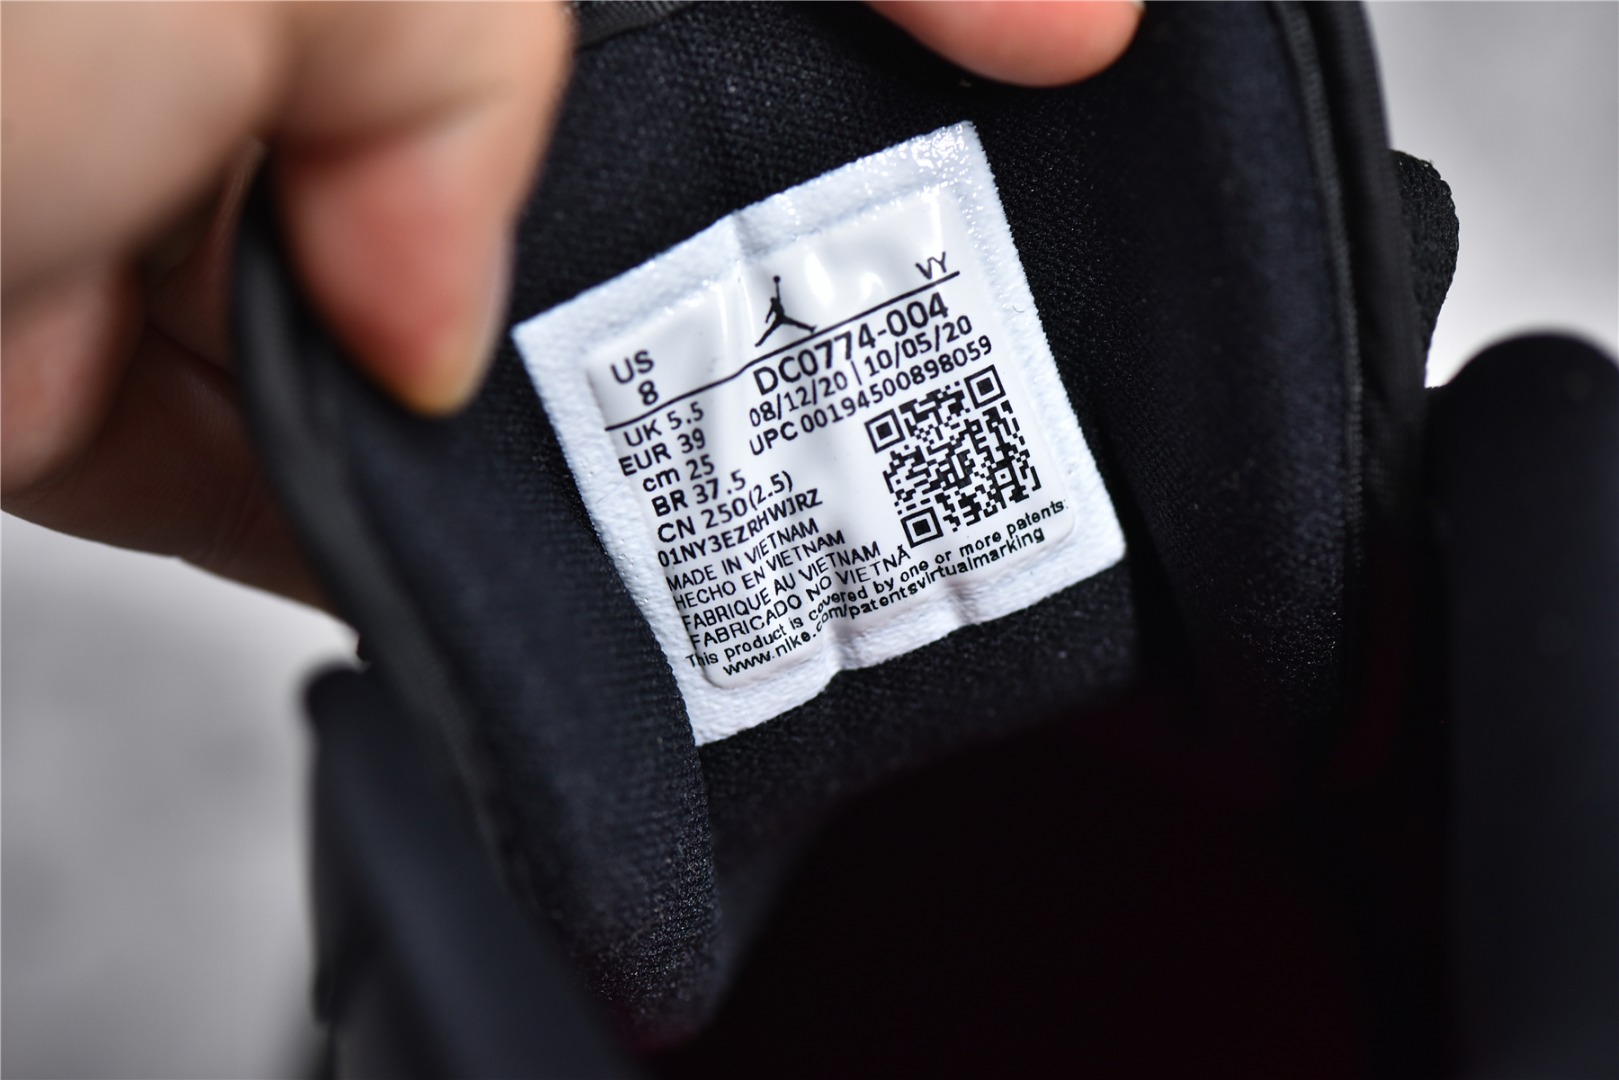 VY
US
8
DC0774-004
08/12/20 | 10/05/20
UPC 00194500898059
UK 5.5
EUR 39
cm 25
BR 37.5
CN 250(2.5)
01NY3EZRHWJRZ
MADE IN VIETNAM
HECHO EN VIETNAM
FABRIQUE AU VIETNAM
FABRICADO NO VIETNÃ
This product is covered by one or more patents:
www.nike.com/patentsvirtualmarking